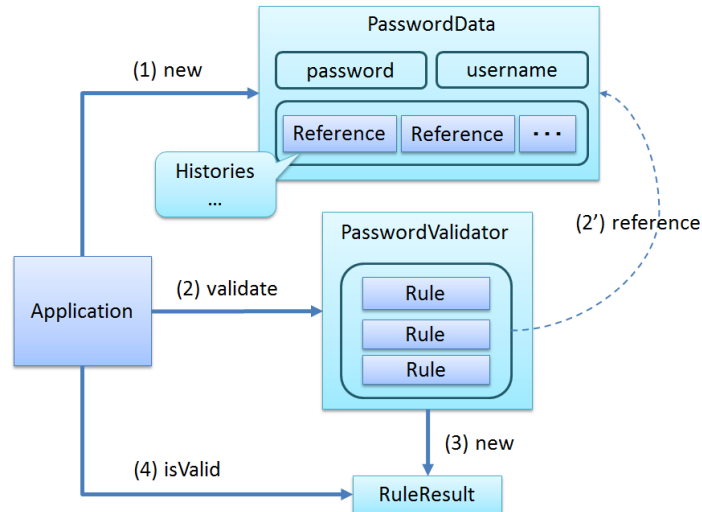 PasswordData
(1) new
password
username
Reference
Reference
･･･
Histories
...
(2') reference
PasswordValidator
(2) validate
Application
Rule
Rule
Rule
(3) new
(4) isValid
RuleResult